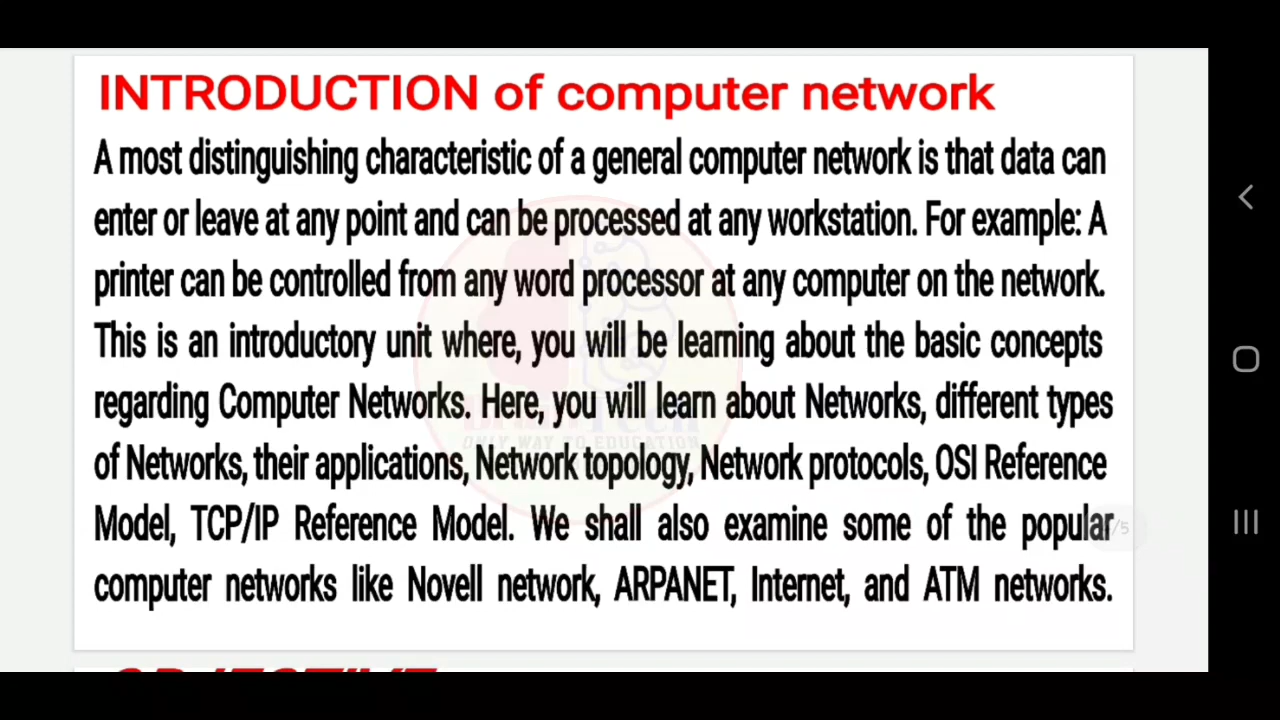 INTRODUCTION of computer network
A most distinguishing characteristic of a general computer network is that data can
enter or leave at any point and can be processed at any workstation. For example: A
printer can be controlled from any word processor at any computer on the network.
This is an introductory unit where, you will be learning about the basic concepts
regarding Computer Networks. Here, you will learn about Networks, different types
of Networks, their applications, Network topology, Network protocols, OSI Reference
Model, TCP/IP Reference Model. We shall also examine some of the popular
computer networks like Novell network, ARPANET, Internet, and ATM networks.
ONLY WAY TO EDUCATION
/5